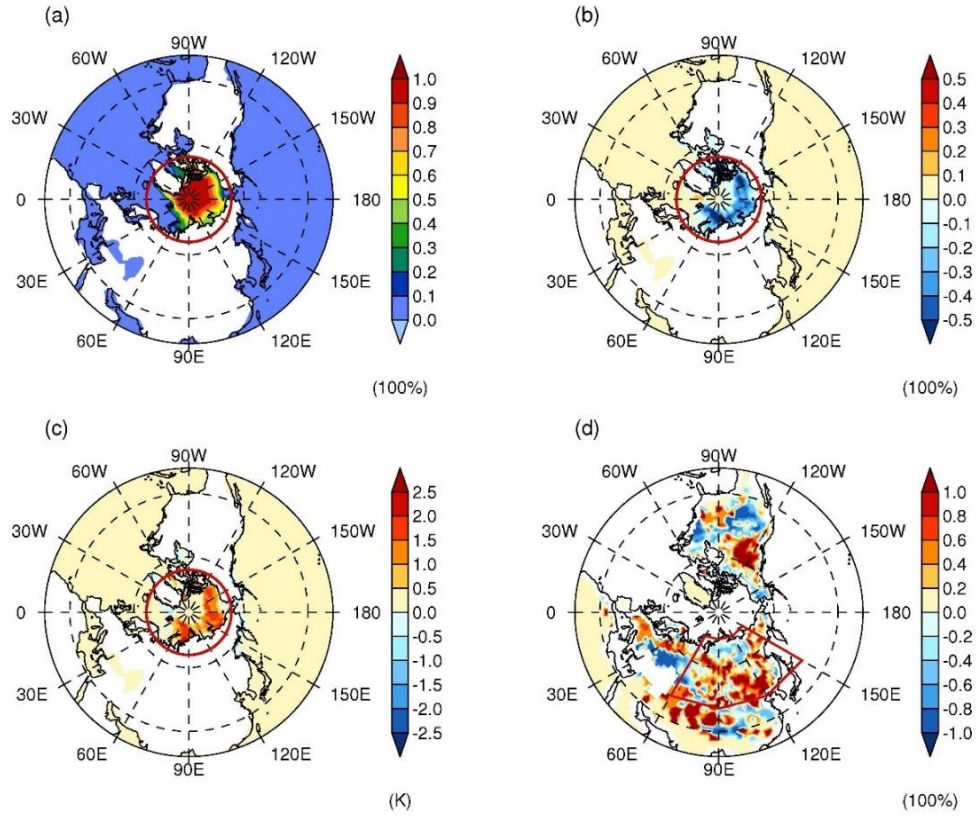 (a)
90W
60W
120W
30W
150W
0
180
30E
150E
60E
120E
90E
1.0
0.9
0.8
0.7
0.6
0.5
0.4
0.3
0.2
0.1
0.0
(100%)
(b)
90W
60W
120W
30W
150W
0
180
30E
150E
60E
120E
90E
0.5
0.4
0.3
0.2
0.1
0.0
-0.1
-0.2
-0.3
-0.4
-0.5
(100%)
(c)
90W
60W
120W
30W
150W
0
180
30E
150E
60E
120E
90E
2.5
2.0
1.5
1.0
0.5
0.0
-0.5
-1.0
-1.5
-2.0
-2.5
(K)
(d)
90W
60W
120W
30W
150W
0
180
30E
150E
60E
120E
90E
1.0
0.8
0.6
0.4
0.2
0.0
-0.2
-0.4
-0.6
-0.8
-1.0
(100%)